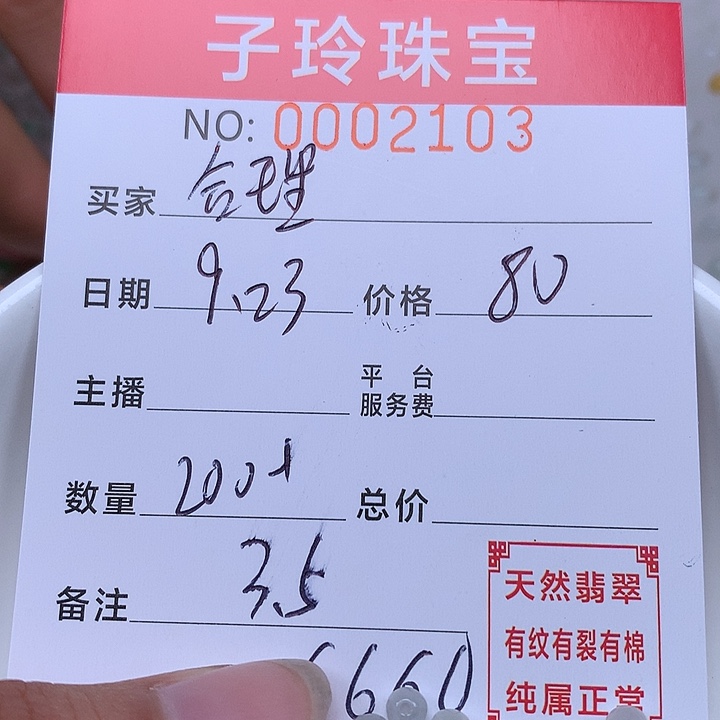 子玲珠宝
NO: 0002103
买家 合理
日期 9.23 价格 80
主播 平台服务费
数量 200+ 总价
备注 3.5
6660
天然翡翠
有纹有裂有棉
纯属正常